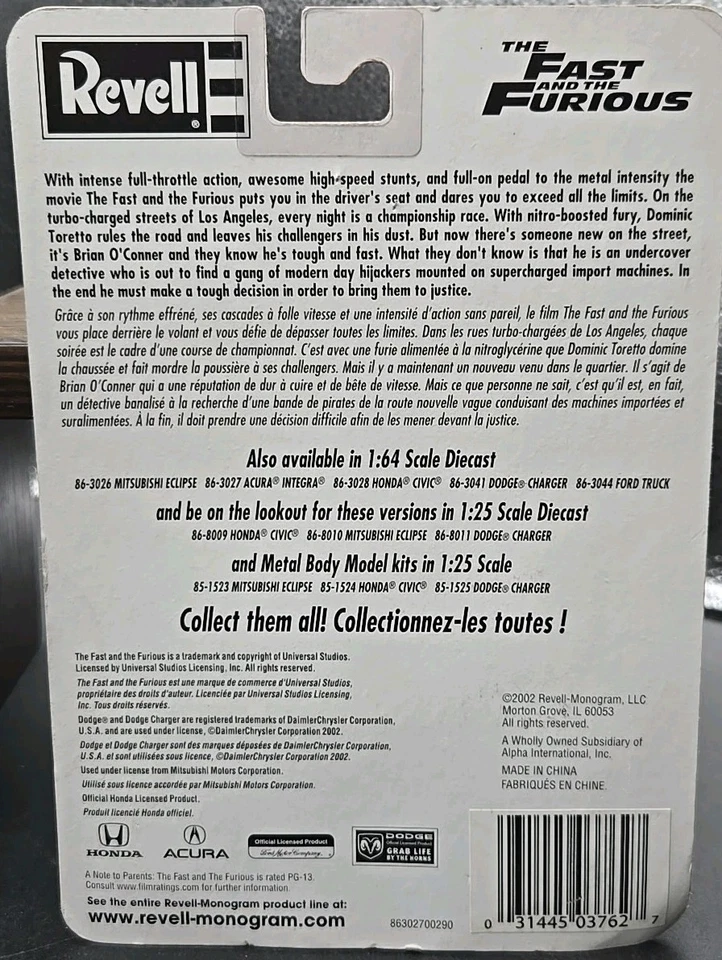 Revell®
THE
FAST
AND THE
FURIOUS
With intense full-throttle action, awesome high-speed stunts, and full-on pedal to the metal intensity the
movie The Fast and the Furious puts you in the driver's seat and dares you to exceed all the limits. On the
turbo-charged streets of Los Angeles, every night is a championship race. With nitro-boosted fury, Dominic
Toretto rules the road and leaves his challengers in his dust. But now there's someone new on the street,
it's Brian O'Conner and they know he's tough and fast. What they don't know is that he is an undercover
detective who is out to find a gang of modern day hijackers mounted on supercharged import machines. In
the end he must make a tough decision in order to bring them to justice.
Grâce à son rythme effréné, ses cascades à folle vitesse et une intensité d'action sans pareil, le film The Fast and the Furious
vous place derrière le volant et vous défie de dépasser toutes les limites. Dans les rues turbo-chargées de Los Angeles, chaque
soirée est le cadre d'une course de championnat. C'est avec une furie alimentée à la nitroglycérine que Dominic Toretto domine
la chaussée et fait mordre la poussière à ses challengers. Mais il y a maintenant un nouveau venu dans le quartier. Il s'agit de
Brian O'Conner qui a une réputation de dur à cuire et de bête de vitesse. Mais ce que personne ne sait, c'est qu'il est, en fait,
un détective banalisé à la recherche d'une bande de pirates de la route nouvelle vague conduisant des machines importées et
suralimentées. À la fin, il doit prendre une décision difficile afin de les mener devant la justice.
Also available in 1:64 Scale Diecast
86-3026 MITSUBISHI ECLIPSE 86-3027 ACURA® INTEGRA® 86-3028 HONDA® CIVIC® 86-3041 DODGE® CHARGER 86-3044 FORD TRUCK
and be on the lookout for these versions in 1:25 Scale Diecast
86-8009 HONDA® CIVIC® 86-8010 MITSUBISHI ECLIPSE 86-8011 DODGE® CHARGER
and Metal Body Model kits in 1:25 Scale
85-1523 MITSUBISHI ECLIPSE 85-1524 HONDA® CIVIC® 85-1525 DODGE® CHARGER
Collect them all! Collectionnez-les toutes !
The Fast and the Furious is a trademark and copyright of Universal Studios.
Licensed by Universal Studios Licensing, Inc. All rights reserved.
The Fast and the Furious est une marque de commerce d'Universal Studios,
propriétaire des droits d'auteur. Licenciée par Universal Studios Licensing,
Inc. Tous droits réservés.
Dodge® and Dodge Charger are registered trademarks of DaimlerChrysler Corporation,
U.S.A. and are used under license, ©DaimlerChrysler Corporation 2002.
Dodge et Dodge Charger sont des marques déposées de DaimlerChrysler Corporation,
U.S.A. et sont utilisées sous licence, ©DaimlerChrysler Corporation 2002.
Used under license from Mitsubishi Motors Corporation.
Utilisé sous licence accordée par Mitsubishi Motors Corporation.
Official Honda Licensed Product.
Produit licencié Honda officiel.
©2002 Revell-Monogram, LLC
Morton Grove, IL 60053
All rights reserved.
A Wholly Owned Subsidiary of
Alpha International, Inc.
MADE IN CHINA
FABRIQUÉS EN CHINE.
HONDA
ACURA
Official Licensed Product
Ford Motor Company
DODGE
Official Licensed Product
GRAB LIFE
BY THE HORNS
A Note to Parents: The Fast and The Furious is rated PG-13.
Consult www.filmratings.com for further information.
See the entire Revell-Monogram product line at:
www.revell-monogram.com
86302700290
0 31445 03762 7